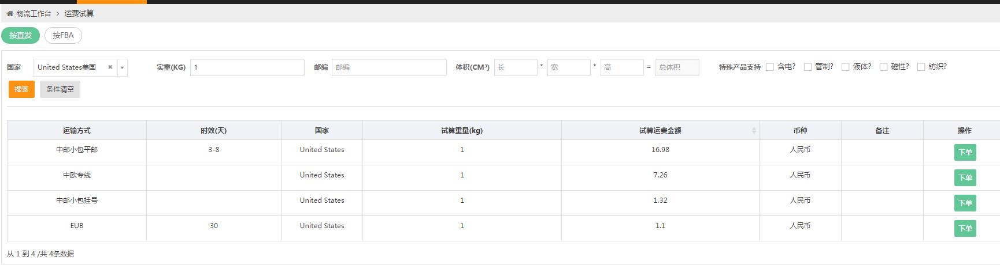 物流工作台 > 运费试算
按直发 按FBA
国家 United States美国 × 实重(KG) 1 邮编 邮编 体积(CM³) 长 * 宽 * 高 = 总体积 特殊产品支持 含电? 管制? 液体? 磁性? 纺织?
搜索 条件清空
运输方式 时效(天) 国家 试算重量(kg) 试算运费金额 币种 备注 操作
中邮小包平邮 3-8 United States 1 16.98 人民币 下单
中欧专线 United States 1 7.26 人民币 下单
中邮小包挂号 United States 1 1.32 人民币 下单
EUB 30 United States 1 1.1 人民币 下单
从 1 到 4 /共 4条数据